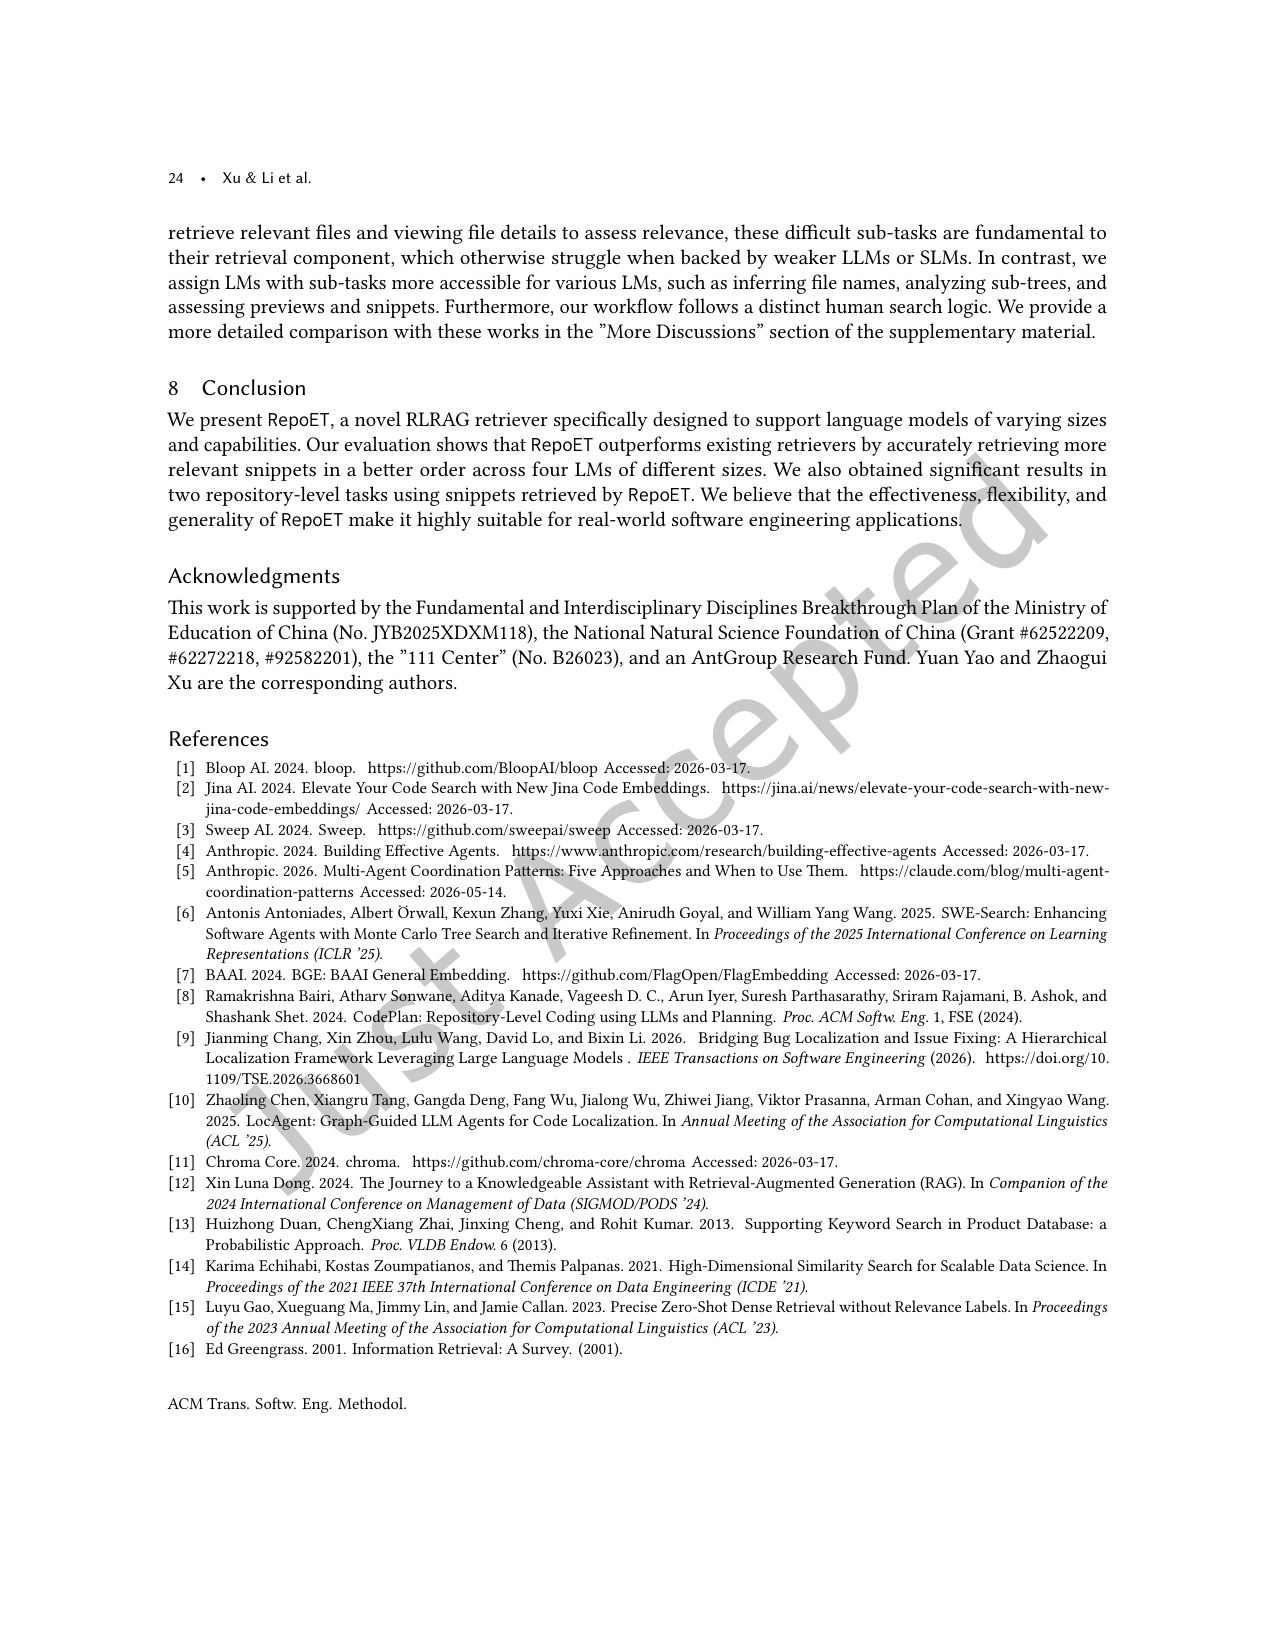 24 • Xu & Li et al.
retrieve relevant files and viewing file details to assess relevance, these difficult sub-tasks are fundamental to
their retrieval component, which otherwise struggle when backed by weaker LLMs or SLMs. In contrast, we
assign LMs with sub-tasks more accessible for various LMs, such as inferring file names, analyzing sub-trees, and
assessing previews and snippets. Furthermore, our workflow follows a distinct human search logic. We provide a
more detailed comparison with these works in the ”More Discussions” section of the supplementary material.
8 Conclusion
We present RepoET, a novel RLRAG retriever specifically designed to support language models of varying sizes
and capabilities. Our evaluation shows that RepoET outperforms existing retrievers by accurately retrieving more
relevant snippets in a better order across four LMs of different sizes. We also obtained significant results in
two repository-level tasks using snippets retrieved by RepoET. We believe that the effectiveness, flexibility, and
generality of RepoET make it highly suitable for real-world software engineering applications.
Acknowledgments
This work is supported by the Fundamental and Interdisciplinary Disciplines Breakthrough Plan of the Ministry of
Education of China (No. JYB2025XDXM118), the National Natural Science Foundation of China (Grant #62522209,
#62272218, #92582201), the ”111 Center” (No. B26023), and an AntGroup Research Fund. Yuan Yao and Zhaogui
Xu are the corresponding authors.
References
[1] Bloop AI. 2024. bloop. https://github.com/BloopAI/bloop Accessed: 2026-03-17.
[2] Jina AI. 2024. Elevate Your Code Search with New Jina Code Embeddings. https://jina.ai/news/elevate-your-code-search-with-new-
jina-code-embeddings/ Accessed: 2026-03-17.
[3] Sweep AI. 2024. Sweep. https://github.com/sweepai/sweep Accessed: 2026-03-17.
[4] Anthropic. 2024. Building Effective Agents. https://www.anthropic.com/research/building-effective-agents Accessed: 2026-03-17.
[5] Anthropic. 2026. Multi-Agent Coordination Patterns: Five Approaches and When to Use Them. https://claude.com/blog/multi-agent-
coordination-patterns Accessed: 2026-05-14.
[6] Antonis Antoniades, Albert Örwall, Kexun Zhang, Yuxi Xie, Anirudh Goyal, and William Yang Wang. 2025. SWE-Search: Enhancing
Software Agents with Monte Carlo Tree Search and Iterative Refinement. In Proceedings of the 2025 International Conference on Learning
Representations (ICLR ’25).
[7] BAAI. 2024. BGE: BAAI General Embedding. https://github.com/FlagOpen/FlagEmbedding Accessed: 2026-03-17.
[8] Ramakrishna Bairi, Atharv Sonwane, Aditya Kanade, Vageesh D. C., Arun Iyer, Suresh Parthasarathy, Sriram Rajamani, B. Ashok, and
Shashank Shet. 2024. CodePlan: Repository-Level Coding using LLMs and Planning. Proc. ACM Softw. Eng. 1, FSE (2024).
[9] Jianming Chang, Xin Zhou, Lulu Wang, David Lo, and Bixin Li. 2026. Bridging Bug Localization and Issue Fixing: A Hierarchical
Localization Framework Leveraging Large Language Models . IEEE Transactions on Software Engineering (2026). https://doi.org/10.
1109/TSE.2026.3668601
[10] Zhaoling Chen, Xiangru Tang, Gangda Deng, Fang Wu, Jialong Wu, Zhiwei Jiang, Viktor Prasanna, Arman Cohan, and Xingyao Wang.
2025. LocAgent: Graph-Guided LLM Agents for Code Localization. In Annual Meeting of the Association for Computational Linguistics
(ACL ’25).
[11] Chroma Core. 2024. chroma. https://github.com/chroma-core/chroma Accessed: 2026-03-17.
[12] Xin Luna Dong. 2024. The Journey to a Knowledgeable Assistant with Retrieval-Augmented Generation (RAG). In Companion of the
2024 International Conference on Management of Data (SIGMOD/PODS ’24).
[13] Huizhong Duan, ChengXiang Zhai, Jinxing Cheng, and Rohit Kumar. 2013. Supporting Keyword Search in Product Database: a
Probabilistic Approach. Proc. VLDB Endow. 6 (2013).
[14] Karima Echihabi, Kostas Zoumpatianos, and Themis Palpanas. 2021. High-Dimensional Similarity Search for Scalable Data Science. In
Proceedings of the 2021 IEEE 37th International Conference on Data Engineering (ICDE ’21).
[15] Luyu Gao, Xueguang Ma, Jimmy Lin, and Jamie Callan. 2023. Precise Zero-Shot Dense Retrieval without Relevance Labels. In Proceedings
of the 2023 Annual Meeting of the Association for Computational Linguistics (ACL ’23).
[16] Ed Greengrass. 2001. Information Retrieval: A Survey. (2001).
ACM Trans. Softw. Eng. Methodol.
Just Accepted